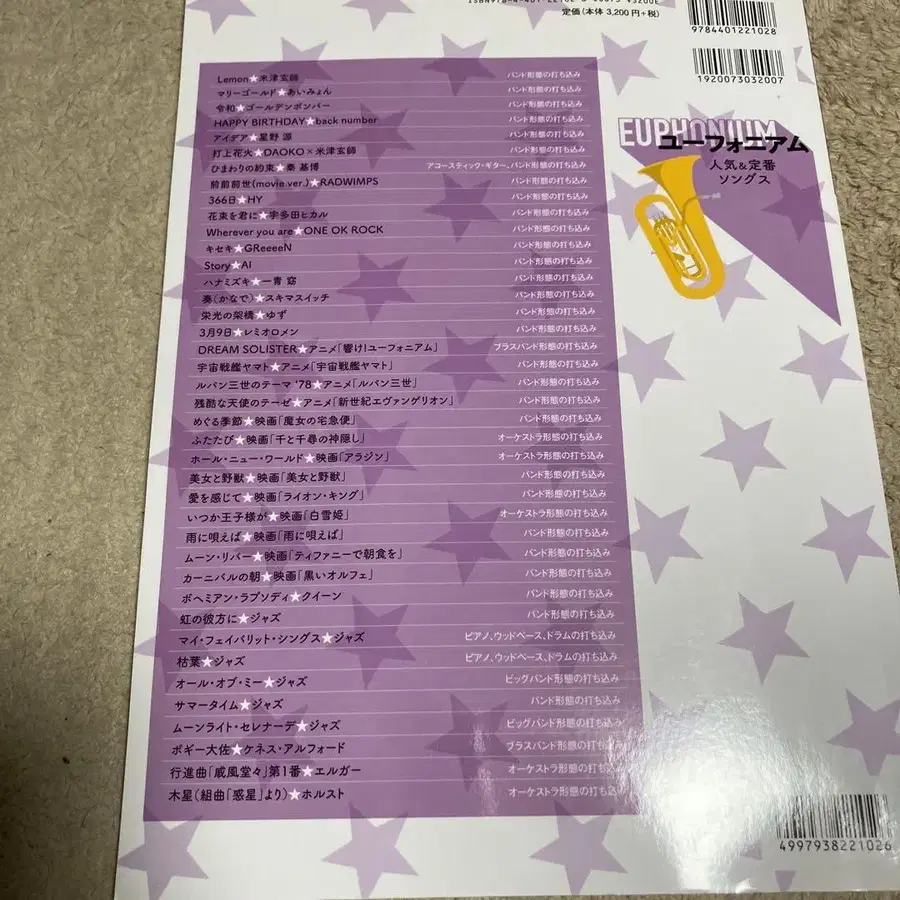 定価(本体 3,200円+税)
9784401221028
1920073032007
EUPHONIUM
ユーフォニアム
人気&定番
ソングス
Lemon★米津玄師 バンド形態の打ち込み
マリーゴールド★あいみょん バンド形態の打ち込み
令和★ゴールデンボンバー バンド形態の打ち込み
HAPPY BIRTHDAY★back number バンド形態の打ち込み
アイデア★星野 源 バンド形態の打ち込み
打上花火★DAOKO×米津玄師 バンド形態の打ち込み
ひまわりの約束★秦 基博 アコースティック・ギター、バンド形態の打ち込み
前前前世(movie ver.)★RADWIMPS バンド形態の打ち込み
366日★HY バンド形態の打ち込み
花束を君に★宇多田ヒカル バンド形態の打ち込み
Wherever you are★ONE OK ROCK バンド形態の打ち込み
キセキ★GReeeeN バンド形態の打ち込み
Story★AI バンド形態の打ち込み
ハナミズキ★一青 窈 バンド形態の打ち込み
奏(かなで)★スキマスイッチ バンド形態の打ち込み
栄光の架橋★ゆず バンド形態の打ち込み
3月9日★レミオロメン バンド形態の打ち込み
DREAM SOLISTER★アニメ「響け!ユーフォニアム」 ブラスバンド形態の打ち込み
宇宙戦艦ヤマト★アニメ「宇宙戦艦ヤマト」 バンド形態の打ち込み
ルパン三世のテーマ '78★アニメ「ルパン三世」 バンド形態の打ち込み
残酷な天使のテーゼ★アニメ「新世紀エヴァンゲリオン」 バンド形態の打ち込み
めぐる季節★映画「魔女の宅急便」 バンド形態の打ち込み
ふたたび★映画「千と千尋の神隠し」 オーケストラ形態の打ち込み
ホール・ニュー・ワールド★映画「アラジン」 オーケストラ形態の打ち込み
美女と野獣★映画「美女と野獣」 バンド形態の打ち込み
愛を感じて★映画「ライオン・キング」 バンド形態の打ち込み
いつか王子様が★映画「白雪姫」 オーケストラ形態の打ち込み
雨に唄えば★映画「雨に唄えば」 バンド形態の打ち込み
ムーン・リバー★映画「ティファニーで朝食を」 バンド形態の打ち込み
カーニバルの朝★映画「黒いオルフェ」 バンド形態の打ち込み
ボヘミアン・ラプソディ★クイーン バンド形態の打ち込み
虹の彼方に★ジャズ バンド形態の打ち込み
マイ・フェイバリット・シングス★ジャズ ピアノ、ウッドベース、ドラムの打ち込み
枯葉★ジャズ ピアノ、ウッドベース、ドラムの打ち込み
オール・オブ・ミー★ジャズ ビッグバンド形態の打ち込み
サマータイム★ジャズ バンド形態の打ち込み
ムーンライト・セレナーデ★ジャズ ビッグバンド形態の打ち込み
ボギー大佐★ケネス・アルフォード ブラスバンド形態の打ち込み
行進曲「威風堂々」第1番★エルガー オーケストラ形態の打ち込み
木星(組曲「惑星」より)★ホルスト オーケストラ形態の打ち込み
4997938221026